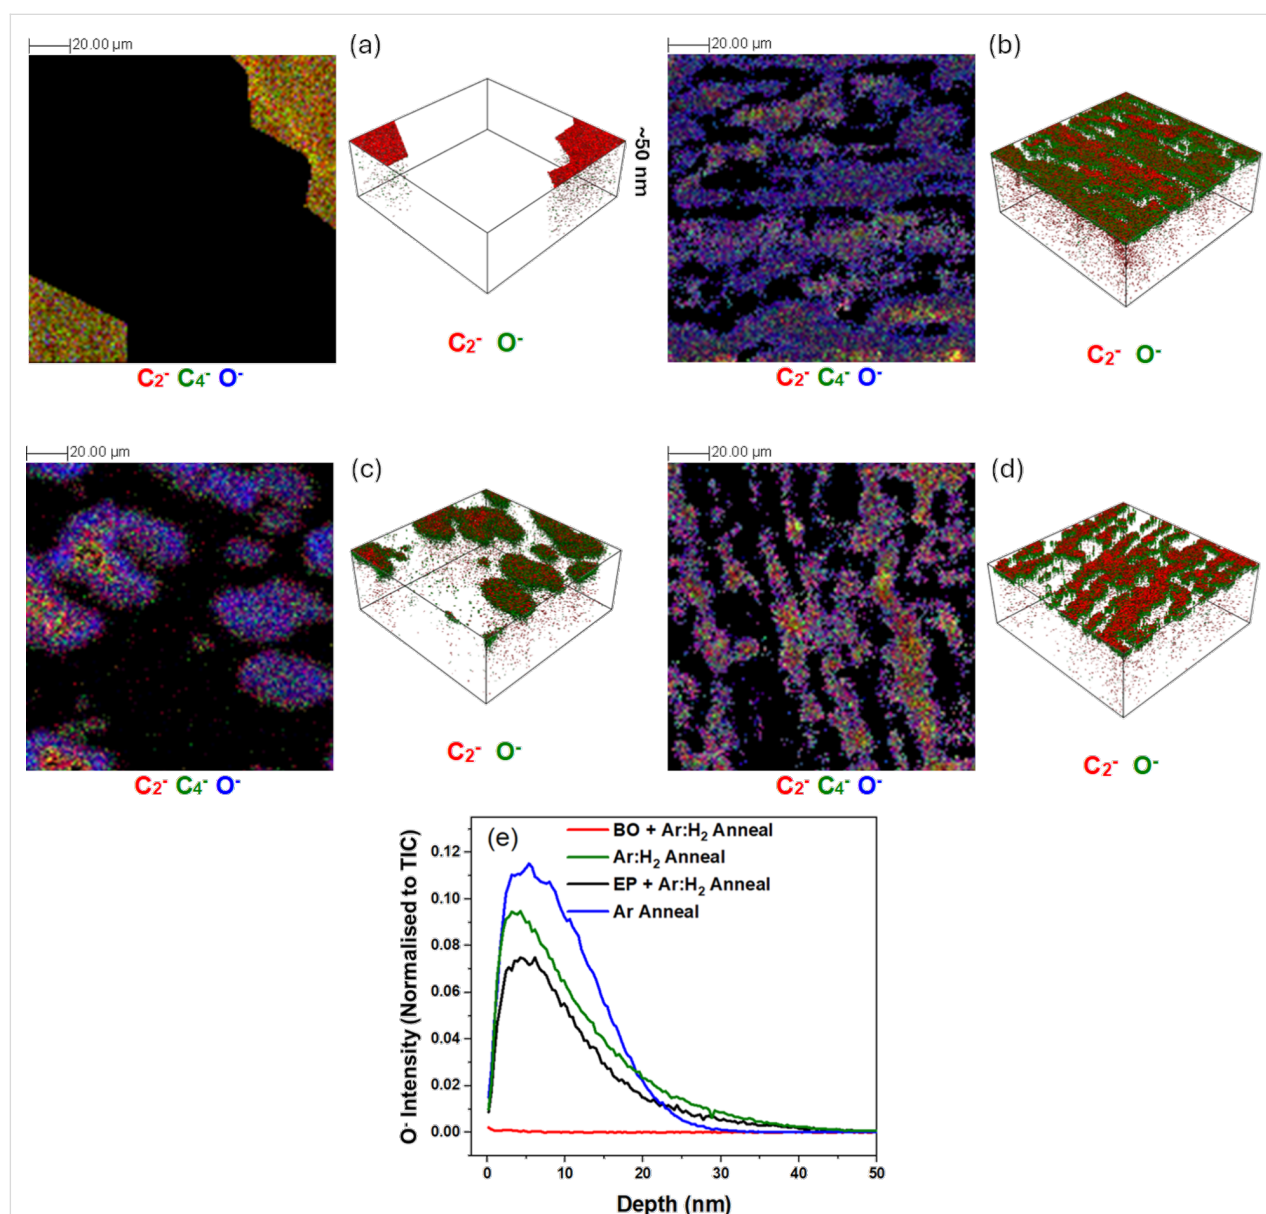 20.00 µm
(a)
~50 nm
C₂⁻ O⁻
C₂⁻ C₄⁻ O⁻
20.00 µm
(b)
C₂⁻ O⁻
C₂⁻ C₄⁻ O⁻
20.00 µm
(c)
C₂⁻ O⁻
C₂⁻ C₄⁻ O⁻
20.00 µm
(d)
C₂⁻ O⁻
C₂⁻ C₄⁻ O⁻
(e)
BO + Ar:H₂ Anneal
Ar:H₂ Anneal
EP + Ar:H₂ Anneal
Ar Anneal
O⁻ Intensity (Normalised to TIC)
0.12
0.10
0.08
0.06
0.04
0.02
0.00
0 10 20 30 40 50
Depth (nm)